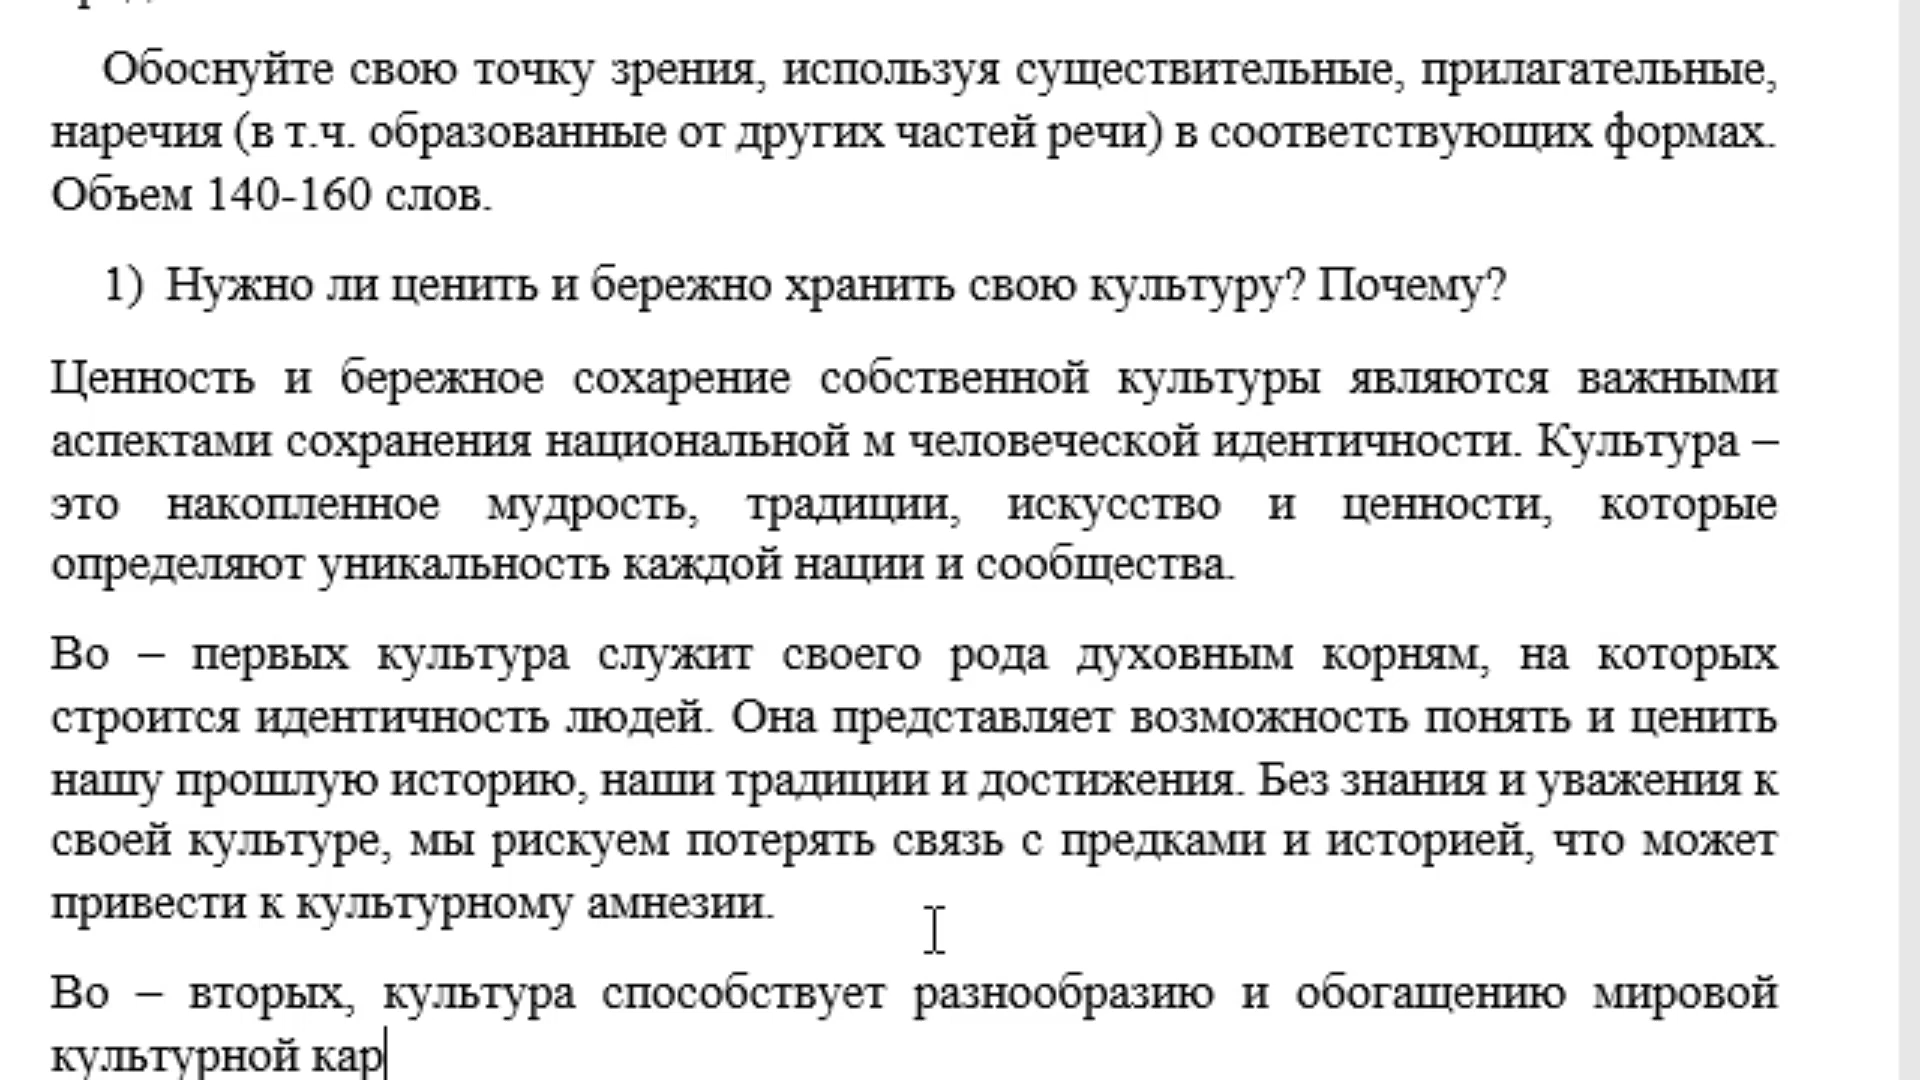 Обоснуйте свою точку зрения, используя существительные, прилагательные,
наречия (в т.ч. образованные от других частей речи) в соответствующих формах.
Объем 140-160 слов.
1) Нужно ли ценить и бережно хранить свою культуру? Почему?
Ценность и бережное сохарение собственной культуры являются важными
аспектами сохранения национальной м человеческой идентичности. Культура –
это накопленное мудрость, традиции, искусство и ценности, которые
определяют уникальность каждой нации и сообщества.
Во – первых культура служит своего рода духовным корням, на которых
строится идентичность людей. Она представляет возможность понять и ценить
нашу прошлую историю, наши традиции и достижения. Без знания и уважения к
своей культуре, мы рискуем потерять связь с предками и историей, что может
привести к культурному амнезии.
Во – вторых, культура способствует разнообразию и обогащению мировой
культурной кар